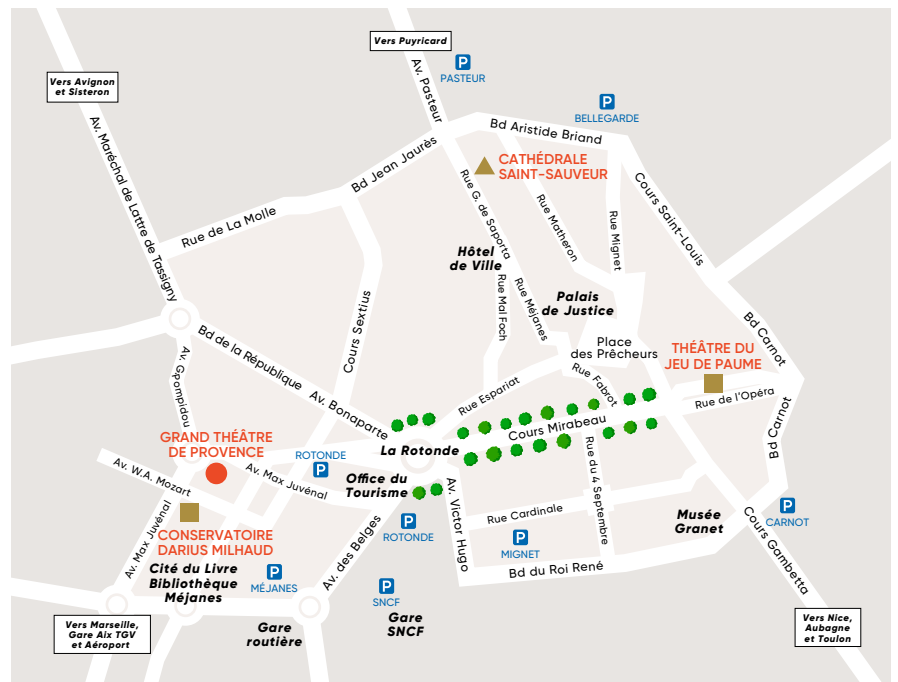 Vers Puyricard
P
PASTEUR
Vers Avignon
et Sisteron
Av. Pasteur
P
BELLEGARDE
Av. Maréchal de Lattre de Tassigny
Bd Aristide Briand
Bd Jean Jaurès
CATHÉDRALE
SAINT-SAUVEUR
Rue G. de Saporta
Rue Matheron
Rue Mignet
Cours Saint-Louis
Rue de La Molle
Hôtel
de Ville
Rue Mal Foch
Rue Méjanes
Palais
de Justice
Cours Sextius
Bd de la République
Bd Carnot
Place
des Prêcheurs
THÉÂTRE DU
JEU DE PAUME
Av. Gpompidou
Av. Bonaparte
Rue Espariat
Rue Fabrot
Rue de l'Opéra
Bd Carnot
Cours Mirabeau
GRAND THÉÂTRE
DE PROVENCE
La Rotonde
ROTONDE
P
Av. W.A. Mozart
Av. Max Juvénal
Office du
Tourisme
Av. Victor Hugo
Rue du 4 Septembre
Rue Cardinale
Musée
Granet
P
CARNOT
Cours Gambetta
Av. Max Juvénal
CONSERVATOIRE
DARIUS MILHAUD
P
ROTONDE
P
MIGNET
Av. des Belges
Bd du Roi René
Cité du Livre
Bibliothèque
Méjanes
P
MÉJANES
P
SNCF
Gare
SNCF
Gare
routière
Vers Marseille,
Gare Aix TGV
et Aéroport
Vers Nice,
Aubagne
et Toulon